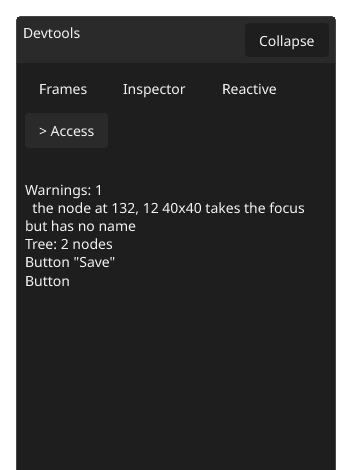 Devtools
Collapse
Frames
Inspector
Reactive
> Access
Warnings: 1
the node at 132, 12 40x40 takes the focus
but has no name
Tree: 2 nodes
Button "Save"
Button